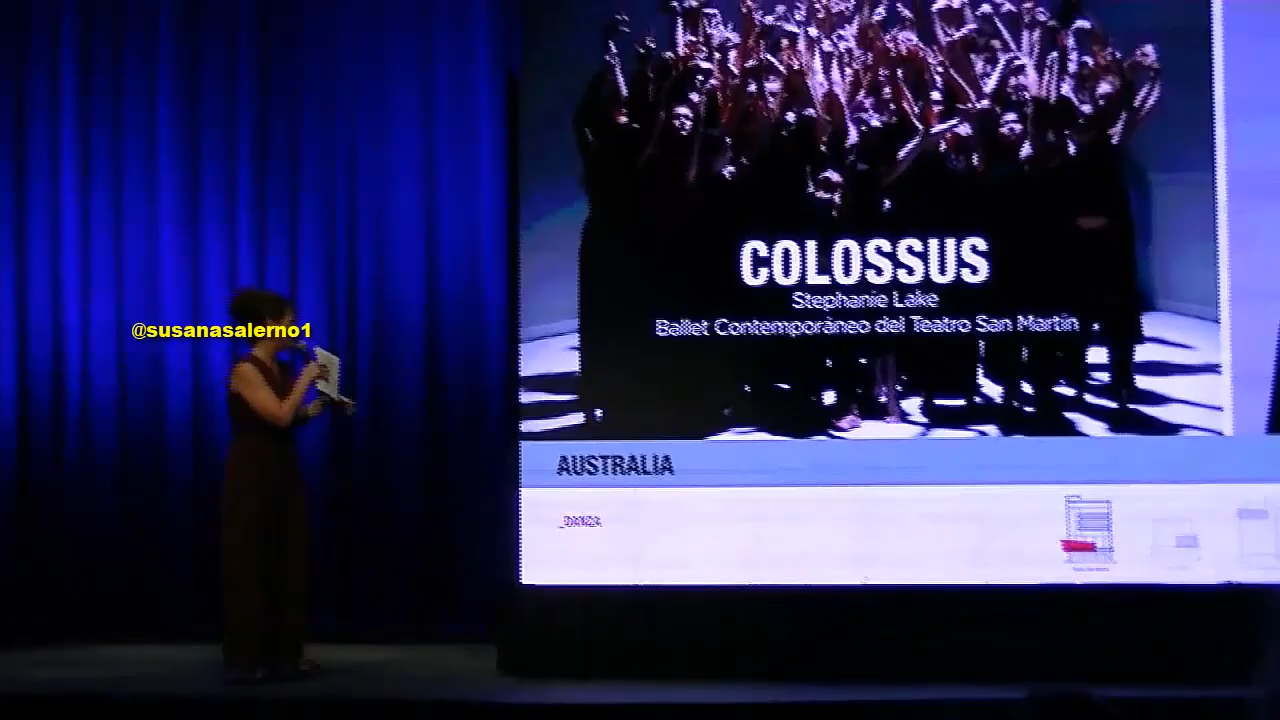 @susanasalerno1
COLOSSUS
Stephanie Lake
Ballet Contemporáneo del Teatro San Martín
AUSTRALIA
_DANZA